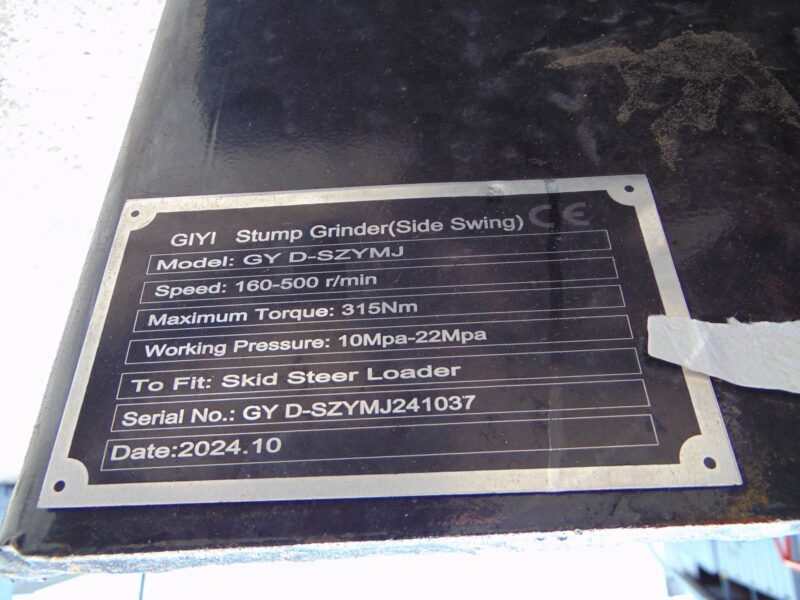 GIYI Stump Grinder(Side Swing) CE
Model: GY D-SZYMJ
Speed: 160-500 r/min
Maximum Torque: 315Nm
Working Pressure: 10Mpa-22Mpa
To Fit: Skid Steer Loader
Serial No.: GY D-SZYMJ241037
Date:2024.10